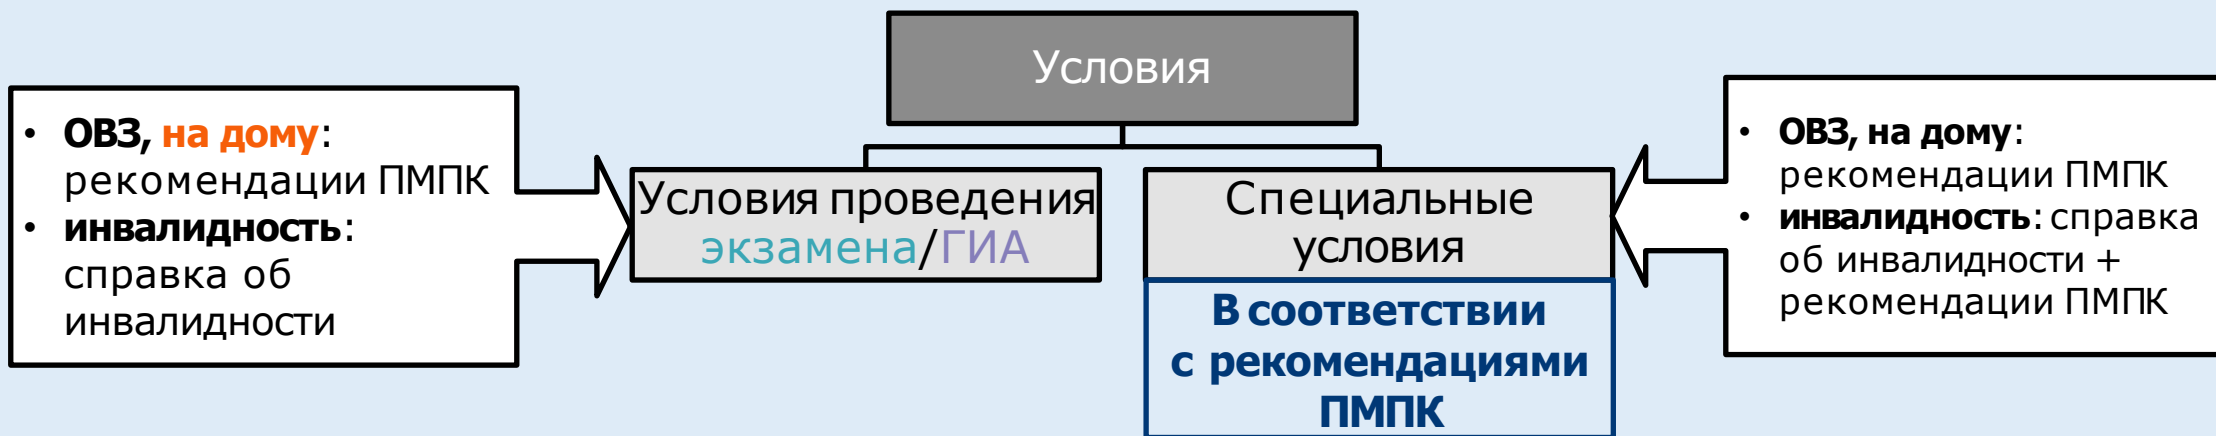 Условия
• ОВЗ, на дому:
рекомендации ПМПК
• инвалидность:
справка об
инвалидности
Условия проведения
экзамена/ГИА
Специальные
условия
В соответствии
с рекомендациями
ПМПК
• ОВЗ, на дому:
рекомендации ПМПК
• инвалидность: справка
об инвалидности +
рекомендации ПМПК